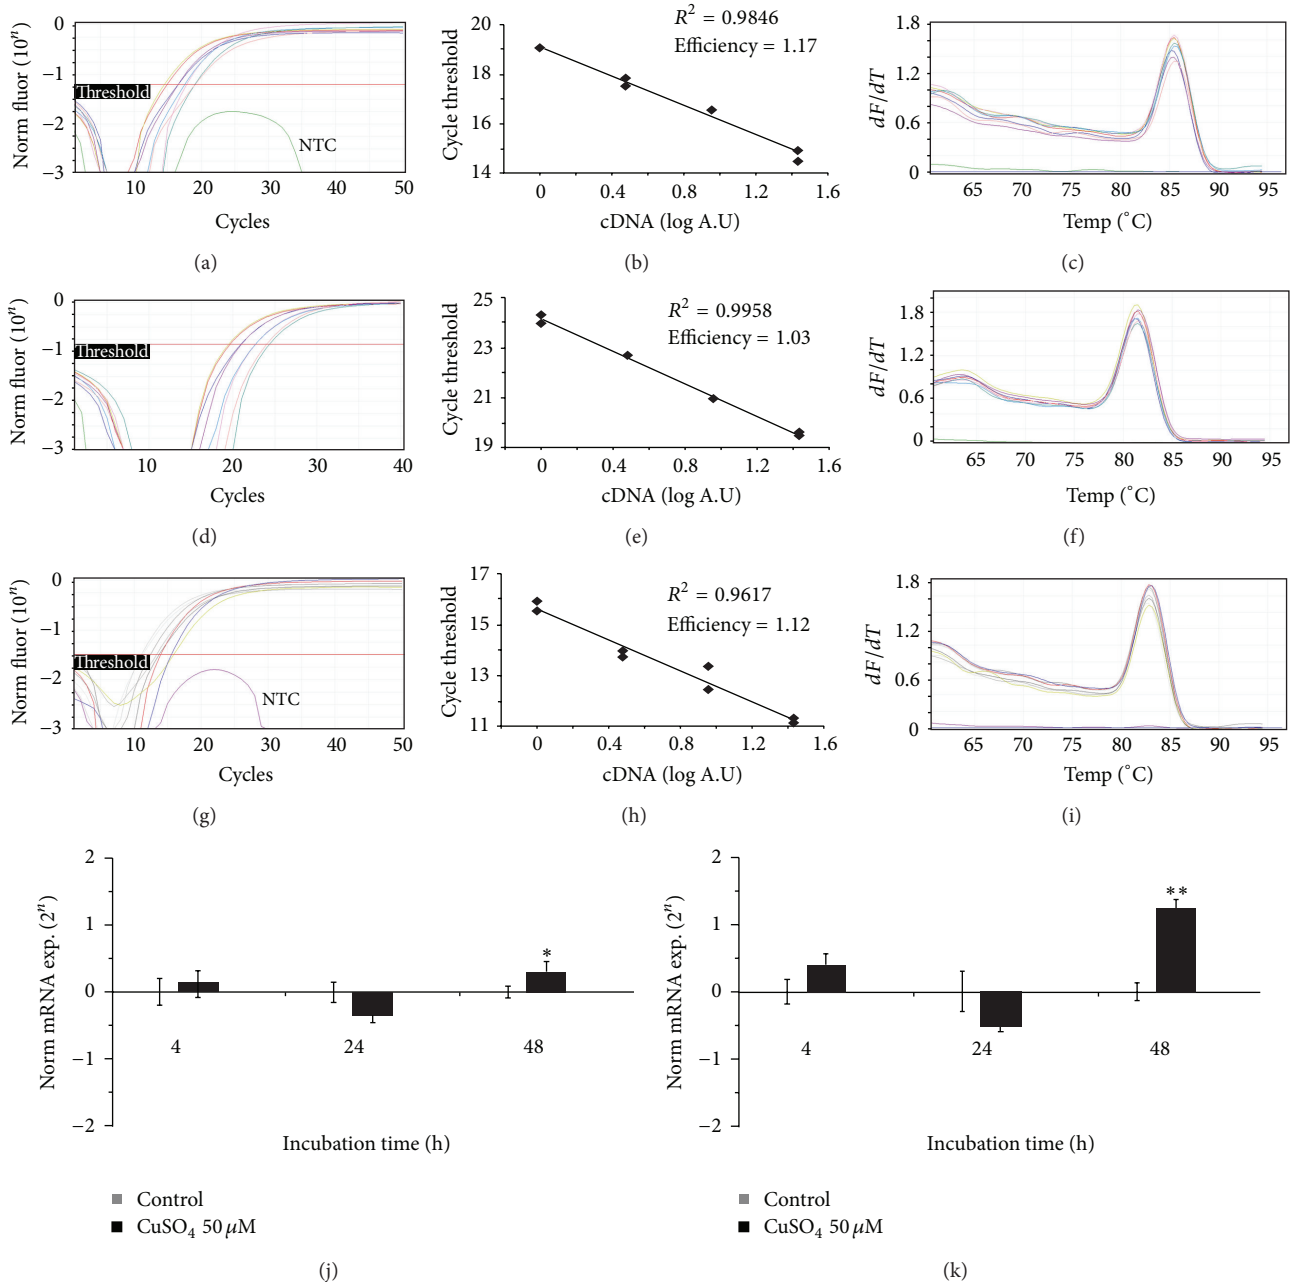 Norm fluor (10ⁿ)
0
−1
−2
−3
Threshold
NTC
10 20 30 40 50
Cycles
(a)
Cycle threshold
20
18
16
14
R² = 0.9846
Efficiency = 1.17
0 0.4 0.8 1.2 1.6
cDNA (log A.U)
(b)
dF/dT
1.8
1.2
0.6
0
65 70 75 80 85 90 95
Temp (°C)
(c)
Norm fluor (10ⁿ)
0
−1
−2
−3
Threshold
10 20 30 40
Cycles
(d)
Cycle threshold
25
23
21
19
R² = 0.9958
Efficiency = 1.03
0 0.4 0.8 1.2 1.6
cDNA (log A.U)
(e)
dF/dT
1.8
1.2
0.6
0
65 70 75 80 85 90 95
Temp (°C)
(f)
Norm fluor (10ⁿ)
0
−1
−2
−3
Threshold
NTC
10 20 30 40 50
Cycles
(g)
Cycle threshold
17
15
13
11
R² = 0.9617
Efficiency = 1.12
0 0.4 0.8 1.2 1.6
cDNA (log A.U)
(h)
dF/dT
1.8
1.2
0.6
0
65 70 75 80 85 90 95
Temp (°C)
(i)
Norm mRNA exp. (2ⁿ)
2
1
0
−1
−2
*
4 24 48
Incubation time (h)
Control
CuSO₄ 50 μM
(j)
Norm mRNA exp. (2ⁿ)
2
1
0
−1
−2
**
4 24 48
Incubation time (h)
Control
CuSO₄ 50 μM
(k)